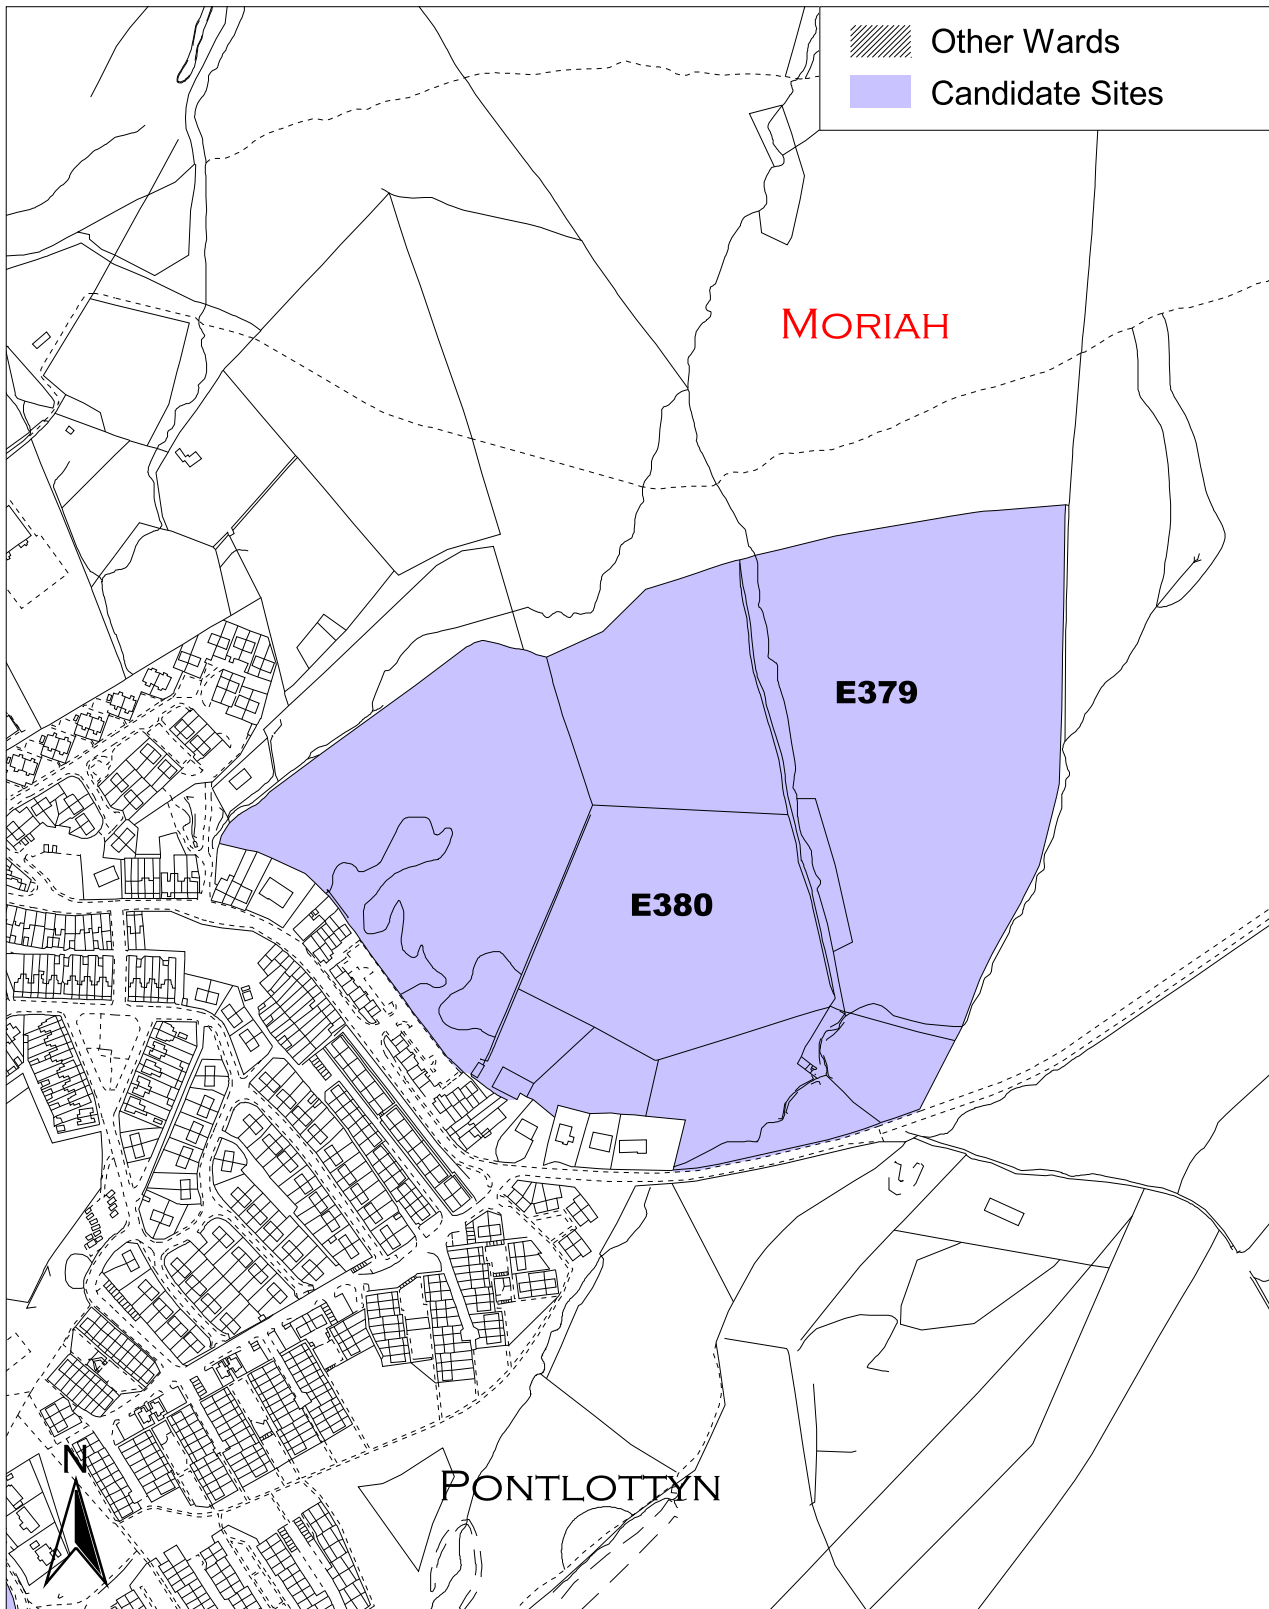 Other Wards
Candidate Sites
MORIAH
E379
E380
N
PONTLOTTYN